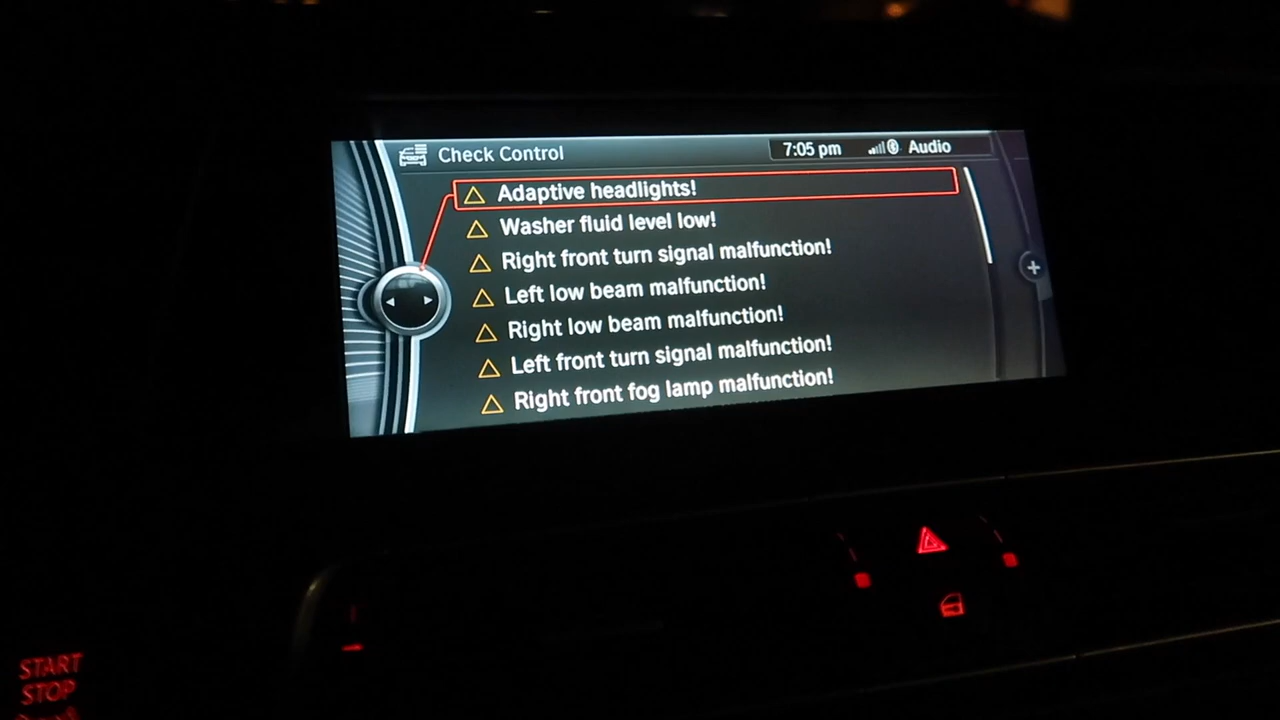 Check Control
7:05 pm
Audio
Adaptive headlights!
Washer fluid level low!
Right front turn signal malfunction!
Left low beam malfunction!
Right low beam malfunction!
Left front turn signal malfunction!
Right front fog lamp malfunction!
START
STOP